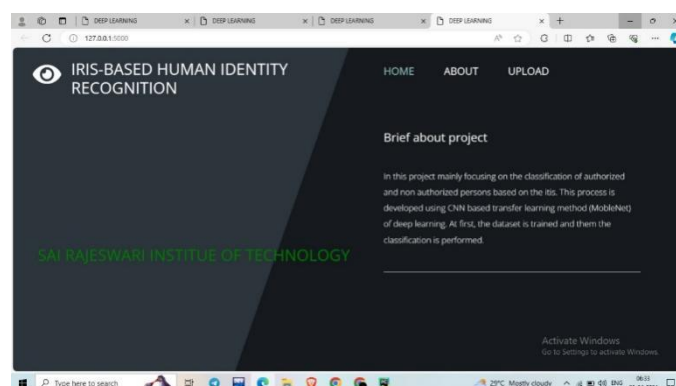 DEEP LEARNING
DEEP LEARNING
DEEP LEARNING
DEEP LEARNING
127.0.0.1:5000
IRIS-BASED HUMAN IDENTITY
RECOGNITION
HOME ABOUT UPLOAD
Brief about project
In this project mainly focusing on the classification of authorized
and non authorized persons based on the itis. This process is
developed using CNN based transfer learning method (MobleNet)
of deep learning. At first, the dataset is trained and them the
classification is performed.
SAI RAJESWARI INSTITUE OF TECHNOLOGY
Activate Windows
Go to Settings to activate Windows.
Type here to search
29°C Mostly cloudy
ENG
06:33